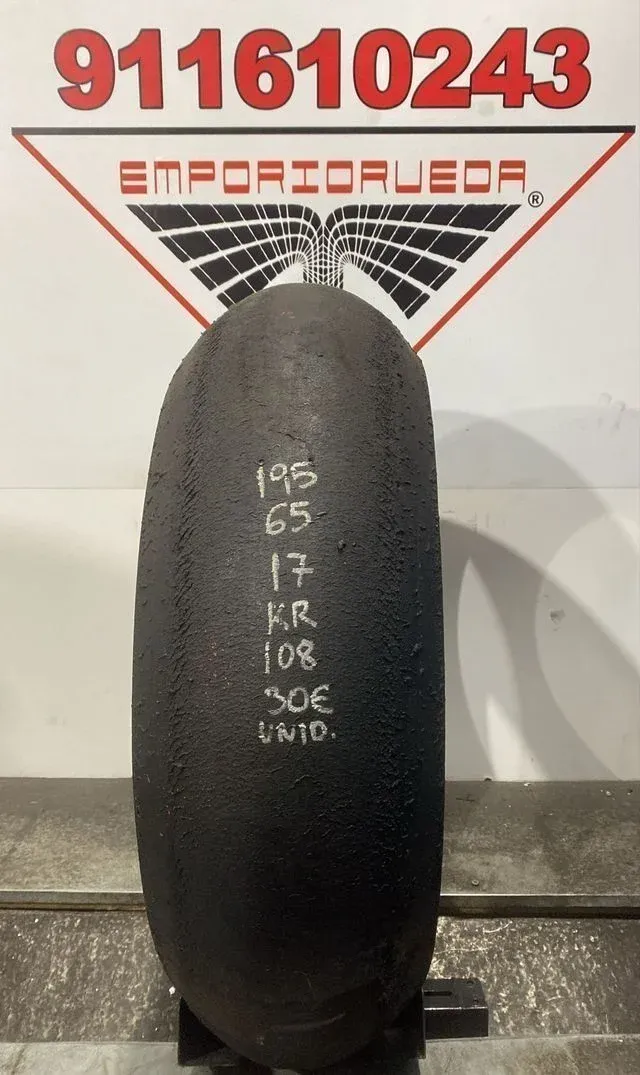 911610243
EMPORIORUEDA
®
195
65
17
KR
108
30€
UNID.